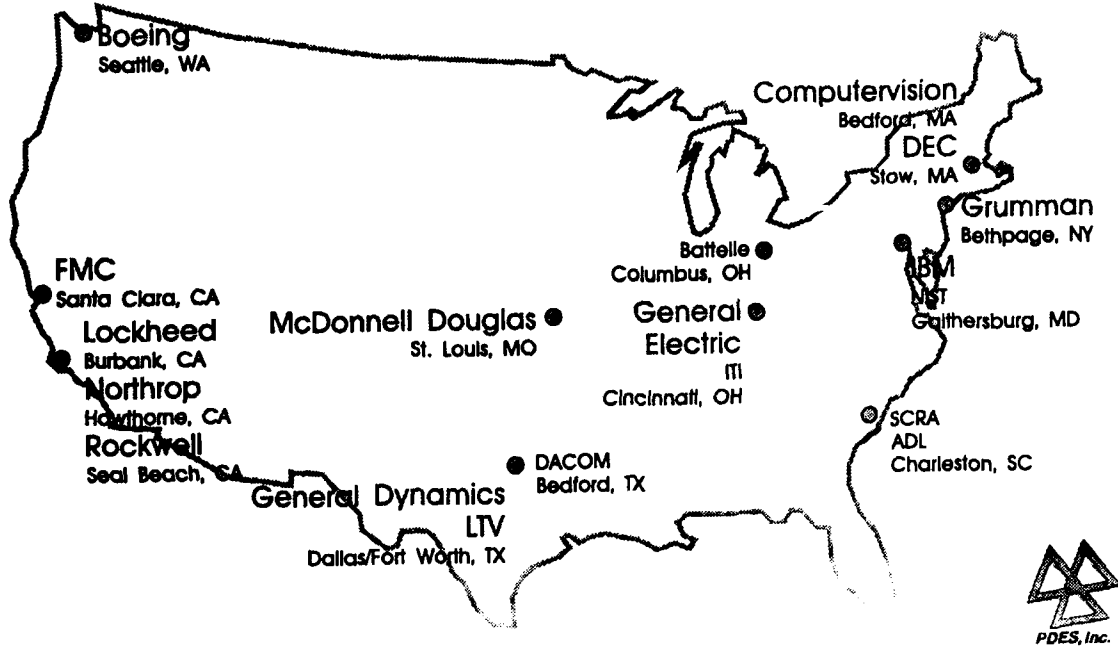 Boeing
Seattle, WA
Computervision
Bedford, MA
DEC
Stow, MA
Grumman
Bethpage, NY
Battelle
Columbus, OH
IBM
NIST
Gaithersburg, MD
FMC
Santa Clara, CA
Lockheed
Burbank, CA
Northrop
Hawthorne, CA
Rockwell
Seal Beach, CA
McDonnell Douglas
St. Louis, MO
General
Electric
ITI
Cincinnati, OH
SCRA
ADL
Charleston, SC
DACOM
Bedford, TX
General Dynamics
LTV
Dallas/Fort Worth, TX
PDES, Inc.